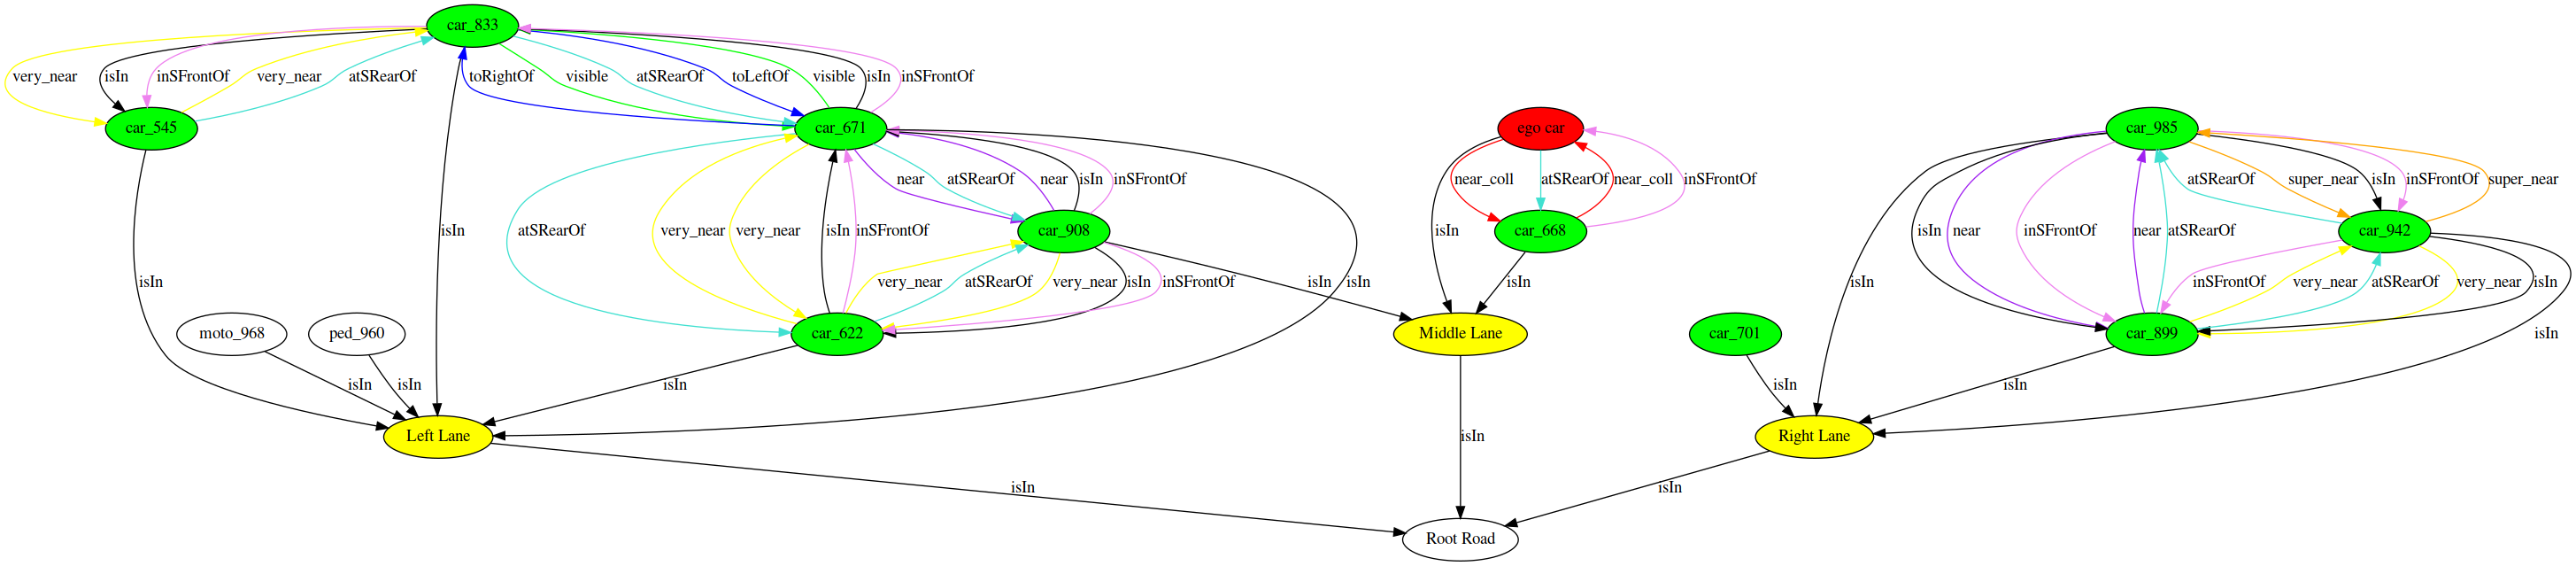 car_833
very_near isIn inSFrontOf very_near atSRearOf toRightOf visible atSRearOf toLeftOf visible isIn inSFrontOf
car_545 car_671 ego car car_985
near atSRearOf near isIn inSFrontOf near_coll atSRearOf near_coll inSFrontOf atSRearOf super_near isIn inSFrontOf super_near
isIn atSRearOf very_near very_near isIn inSFrontOf car_908 isIn car_668 isIn near inSFrontOf near atSRearOf car_942
isIn very_near atSRearOf very_near isIn inSFrontOf isIn isIn isIn isIn inSFrontOf very_near atSRearOf very_near isIn
moto_968 ped_960 car_622 Middle Lane car_701 car_899 isIn
isIn isIn isIn isIn isIn
Left Lane isIn Right Lane
isIn isIn
Root Road